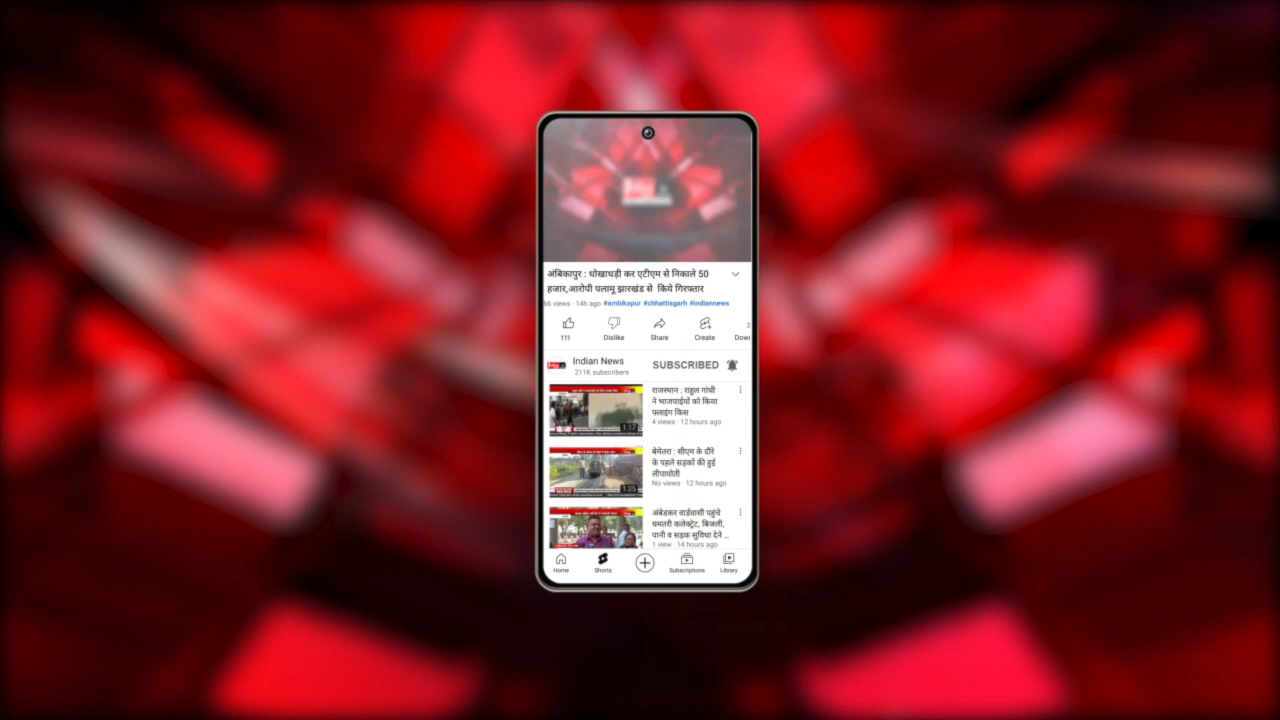 अंबिकापुर : धोखाधड़ी कर एटीएम से निकाले 50
हजार,आरोपी पलामू झारखंड से किये गिरफ्तार
66 views · 14h ago #ambikapur #chhattisgarh #indiannews
111
Dislike
Share
Create
Dowi
Indian News
211K subscribers
SUBSCRIBED
राजस्थान : राहुल गांधी
ने भाजपाईयों को किया
फ्लाइंग किस
4 views · 12 hours ago
1:17
बेमेतरा : सीएम के दौरे
के पहले सड़कों की हुई
लीपापोती
No views · 12 hours ago
1:25
अंबेडकर वार्डवासी पहुंचे
धमतरी कलेक्ट्रेट, बिजली,
पानी व सड़क सुविधा देने ...
1 view · 14 hours ago
Home
Shorts
Subscriptions
Library